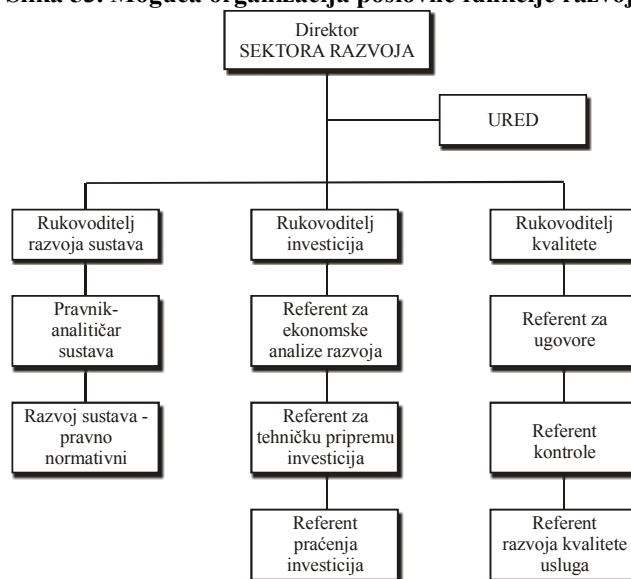 Slika 53. Moguća organizacija poslovne funkcije razvoj
Direktor
SEKTORA RAZVOJA
URED
Rukovoditelj
razvoja sustava
Rukovoditelj
investicija
Rukovoditelj
kvalitete
Pravnik-
analitičar
sustava
Referent za
ekonomske
analize razvoja
Referent za
ugovore
Razvoj sustava -
pravno
normativni
Referent za
tehničku pripremu
investicija
Referent
kontrole
Referent
praćenja
investicija
Referent
razvoja kvalitete
usluga